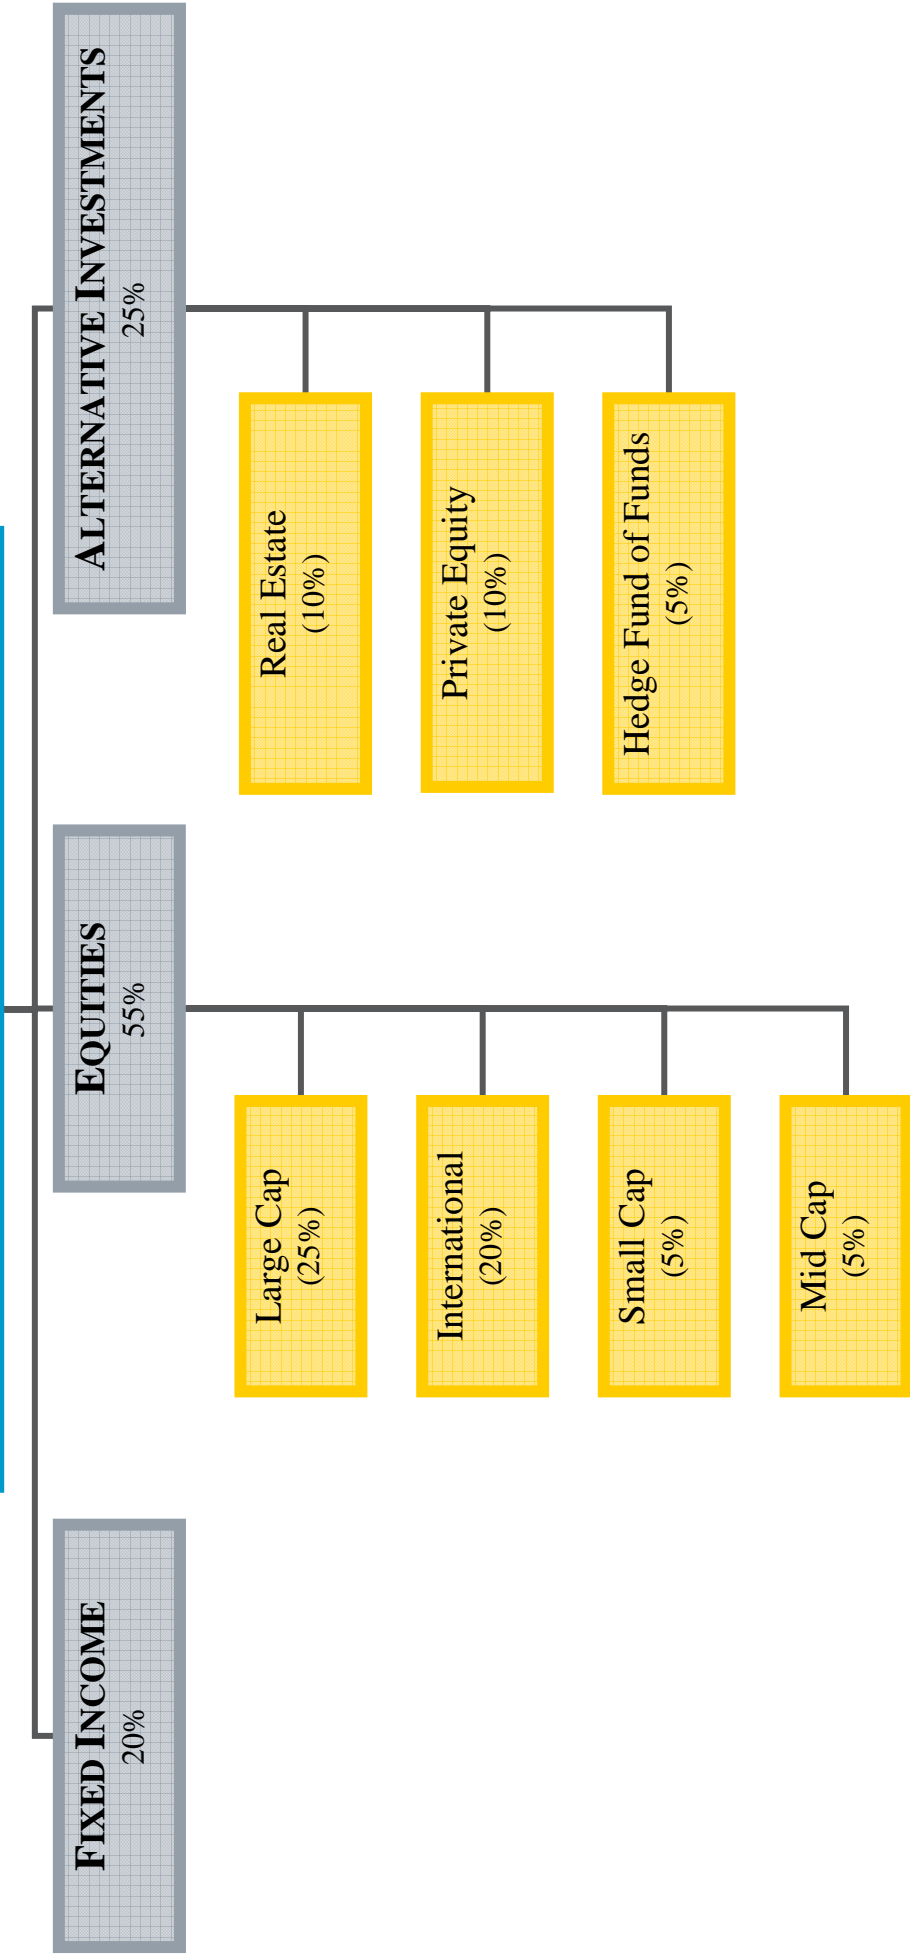 FIXED INCOME
20%
EQUITIES
55%
Large Cap
(25%)
International
(20%)
Small Cap
(5%)
Mid Cap
(5%)
ALTERNATIVE INVESTMENTS
25%
Real Estate
(10%)
Private Equity
(10%)
Hedge Fund of Funds
(5%)